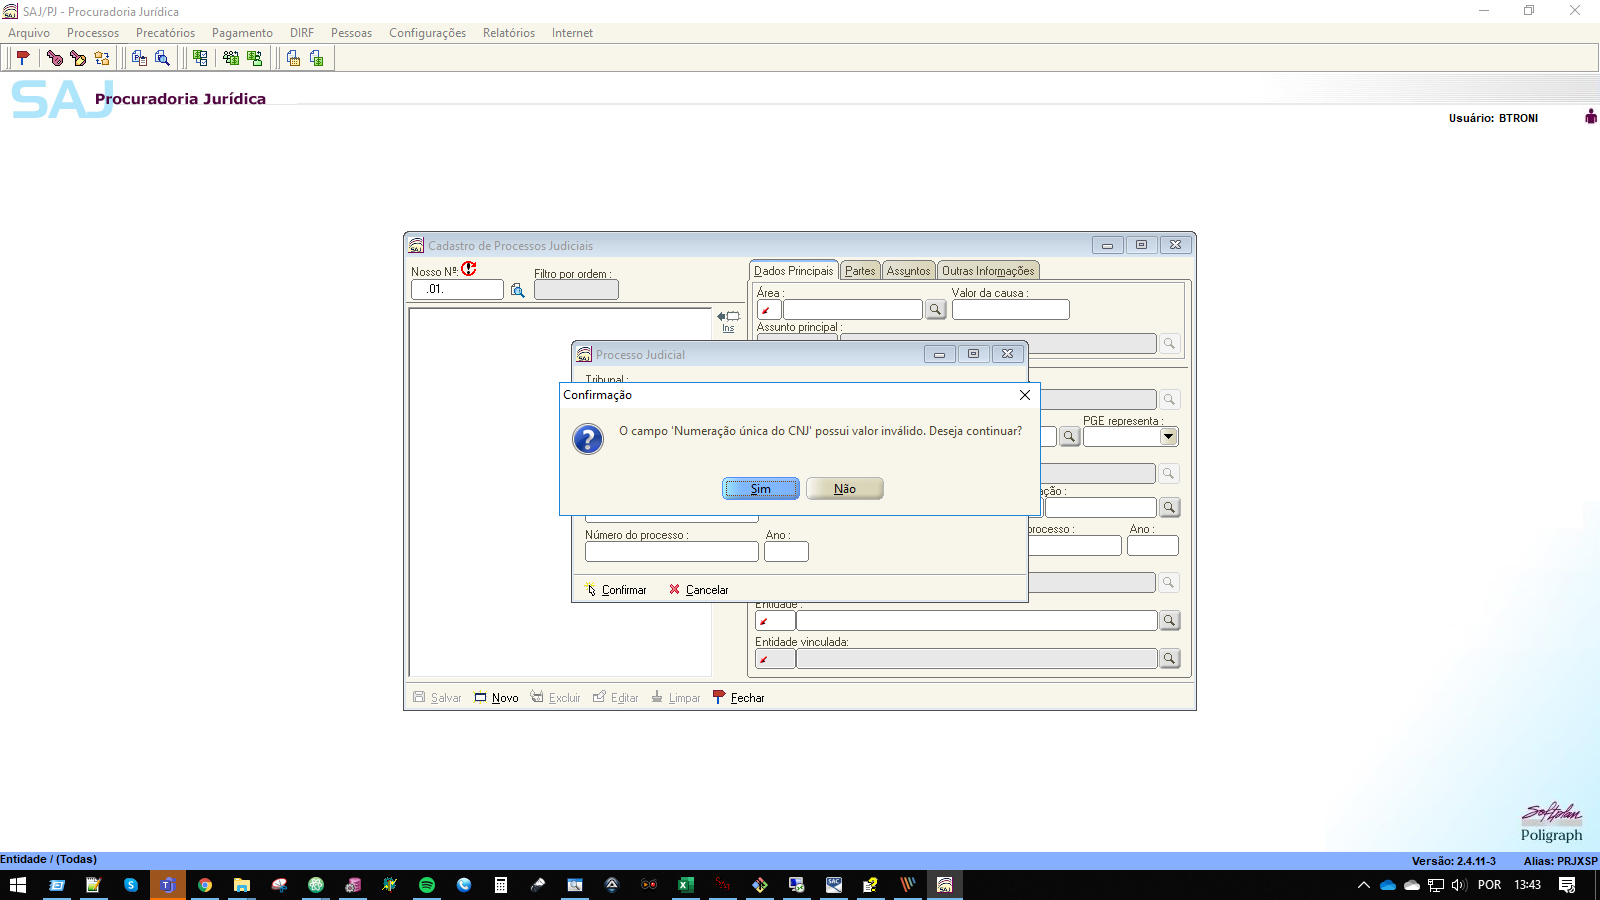 SAJ/PJ - Procuradoria Jurídica
Arquivo Processos Precatórios Pagamento DIRF Pessoas Configurações Relatórios Internet
SAJ Procuradoria Jurídica
Usuário: BTRONI
Cadastro de Processos Judiciais
Nosso Nº:
Filtro por ordem :
.01.
Ins
Dados Principais Partes Assuntos Outras Informações
Área :
Valor da causa :
Assunto principal :
Processo Judicial
Tribunal :
Confirmação
O campo 'Numeração única do CNJ' possui valor inválido. Deseja continuar?
Sim Não
PGE representa :
ação :
Número do processo :
Ano :
processo :
Ano :
Confirmar Cancelar
Entidade :
Entidade vinculada:
Salvar Novo Excluir Editar Limpar Fechar
Softplan
Poligraph
Entidade / (Todas)
Versão: 2.4.11-3 Alias: PRJXSP
POR 13:43